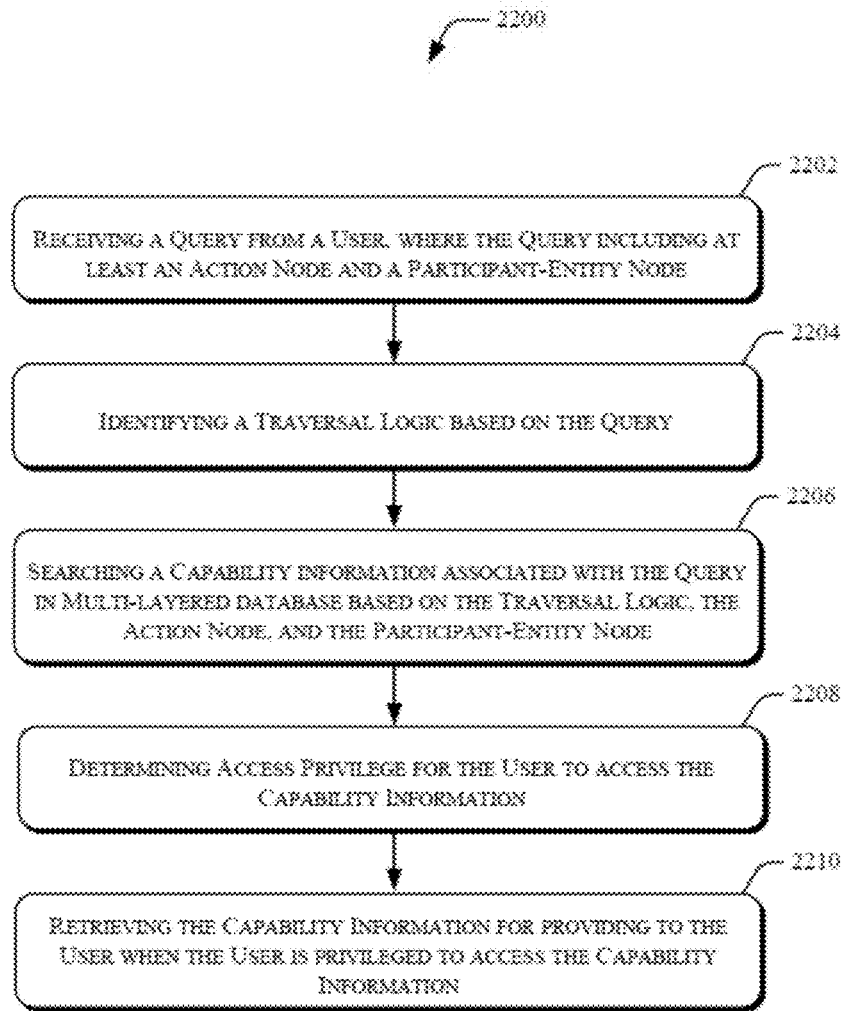 2200
2202
RECEIVING A QUERY FROM A USER, WHERE THE QUERY INCLUDING AT
LEAST AN ACTION NODE AND A PARTICIPANT-ENTITY NODE
2204
IDENTIFYING A TRAVERSAL LOGIC BASED ON THE QUERY
2206
SEARCHING A CAPABILITY INFORMATION ASSOCIATED WITH THE QUERY
IN MULTI-LAYERED DATABASE BASED ON THE TRAVERSAL LOGIC, THE
ACTION NODE, AND THE PARTICIPANT-ENTITY NODE
2208
DETERMINING ACCESS PRIVILEGE FOR THE USER TO ACCESS THE
CAPABILITY INFORMATION
2210
RETRIEVING THE CAPABILITY INFORMATION FOR PROVIDING TO THE
USER WHEN THE USER IS PRIVILEGED TO ACCESS THE CAPABILITY
INFORMATION